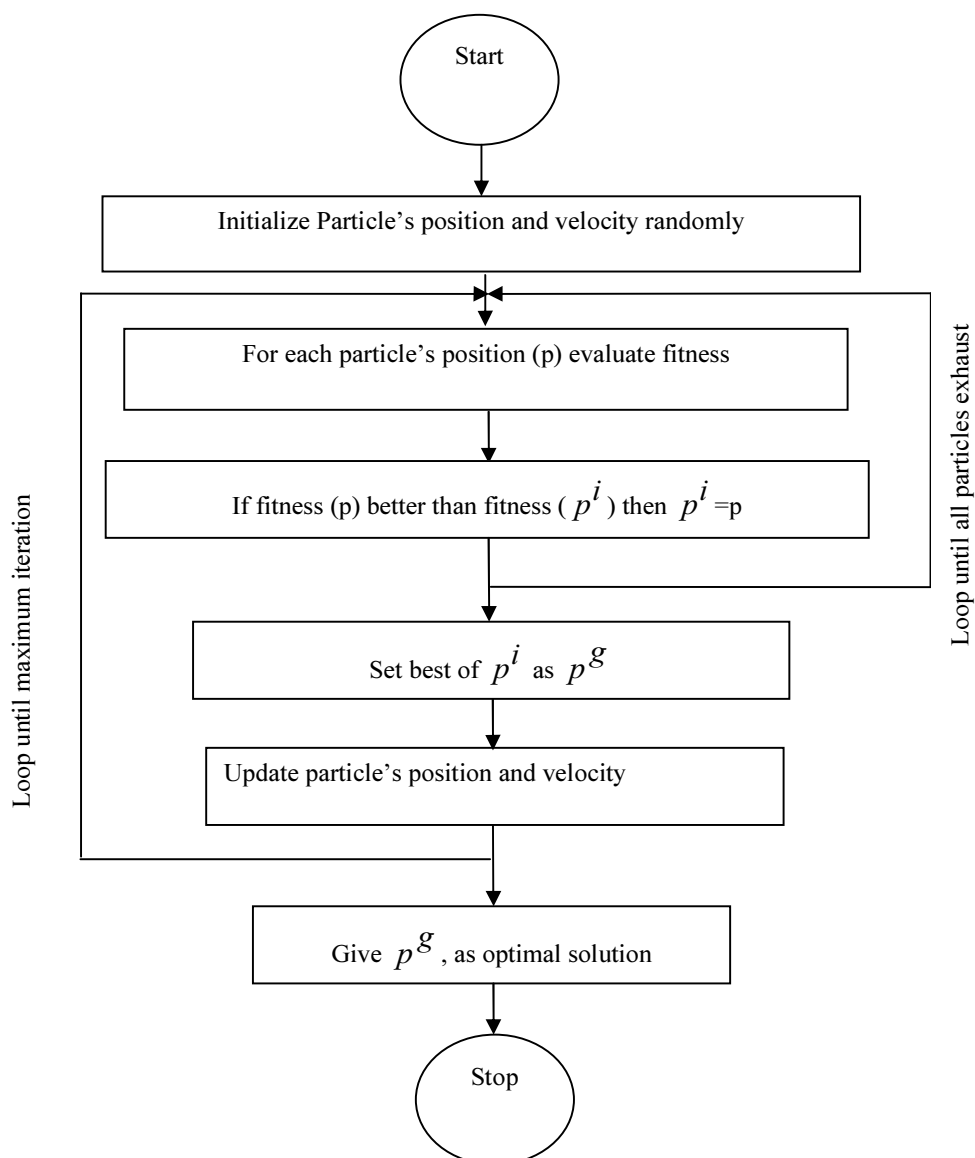 Start
Initialize Particle’s position and velocity randomly
For each particle’s position (p) evaluate fitness
If fitness (p) better than fitness ( p^i ) then p^i =p
Set best of p^i as p^g
Update particle’s position and velocity
Give p^g , as optimal solution
Stop
Loop until maximum iteration
Loop until all particles exhaust